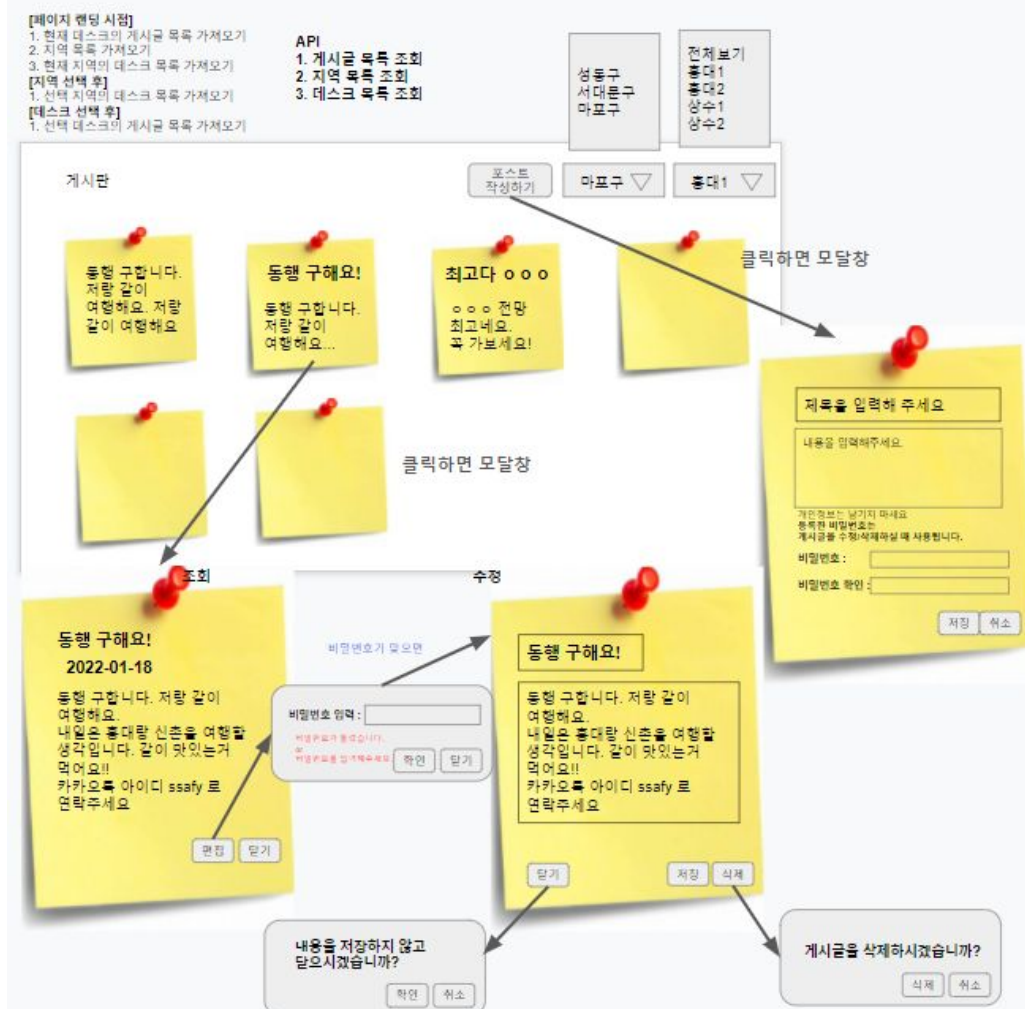 [페이지 랜딩 시점]
1. 현재 데스크의 게시글 목록 가져오기
2. 지역 목록 가져오기
3. 현재 지역의 데스크 목록 가져오기
[지역 선택 후]
1. 선택 지역의 데스크 목록 가져오기
[데스크 선택 후]
1. 선택 데스크의 게시글 목록 가져오기
API
1. 게시글 목록 조회
2. 지역 목록 조회
3. 데스크 목록 조회
성동구
서대문구
마포구
전체보기
홍대1
홍대2
상수1
상수2
게시판
포스트
작성하기
마포구
홍대1
동행 구합니다.
저랑 같이
여행해요. 저랑
같이 여행해요
동행 구해요!
동행 구합니다.
저랑 같이
여행해요...
최고다 ㅇㅇㅇ
ㅇㅇㅇ 전망
최고네요.
꼭 가보세요!
클릭하면 모달창
클릭하면 모달창
제목을 입력해 주세요
내용을 입력해주세요.
개인정보는 남기지 마세요
등록한 비밀번호는
게시글을 수정/삭제하실 때 사용됩니다.
비밀번호 :
비밀번호 확인 :
저장
취소
조회
동행 구해요!
2022-01-18
동행 구합니다. 저랑 같이
여행해요.
내일은 홍대랑 신촌을 여행할
생각입니다. 같이 맛있는거
먹어요!!
카카오톡 아이디 ssafy 로
연락주세요
편집
닫기
비밀번호가 맞으면
비밀번호 입력 :
비밀번호가 틀렸습니다.
or
비밀번호를 입력해주세요.
확인
닫기
수정
동행 구해요!
동행 구합니다. 저랑 같이
여행해요.
내일은 홍대랑 신촌을 여행할
생각입니다. 같이 맛있는거
먹어요!!
카카오톡 아이디 ssafy 로
연락주세요
닫기
저장
삭제
내용을 저장하지 않고
닫으시겠습니까?
확인
취소
게시글을 삭제하시겠습니까?
삭제
취소